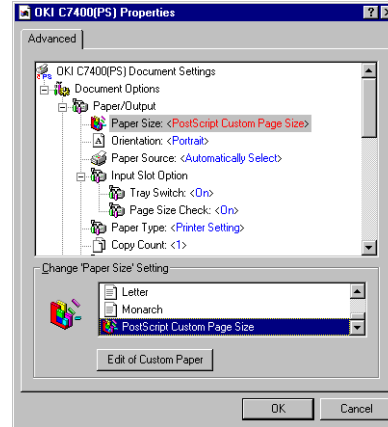 OKI C7400(PS) Properties
Advanced
OKI C7400(PS) Document Settings
Document Options
Paper/Output
Paper Size: <PostScript Custom Page Size>
Orientation: <Portrait>
Paper Source: <Automatically Select>
Input Slot Option
Tray Switch: <On>
Page Size Check: <On>
Paper Type: <Printer Setting>
Copy Count: <1>
Change 'Paper Size' Setting
Letter
Monarch
PostScript Custom Page Size
Edit of Custom Paper
OK
Cancel